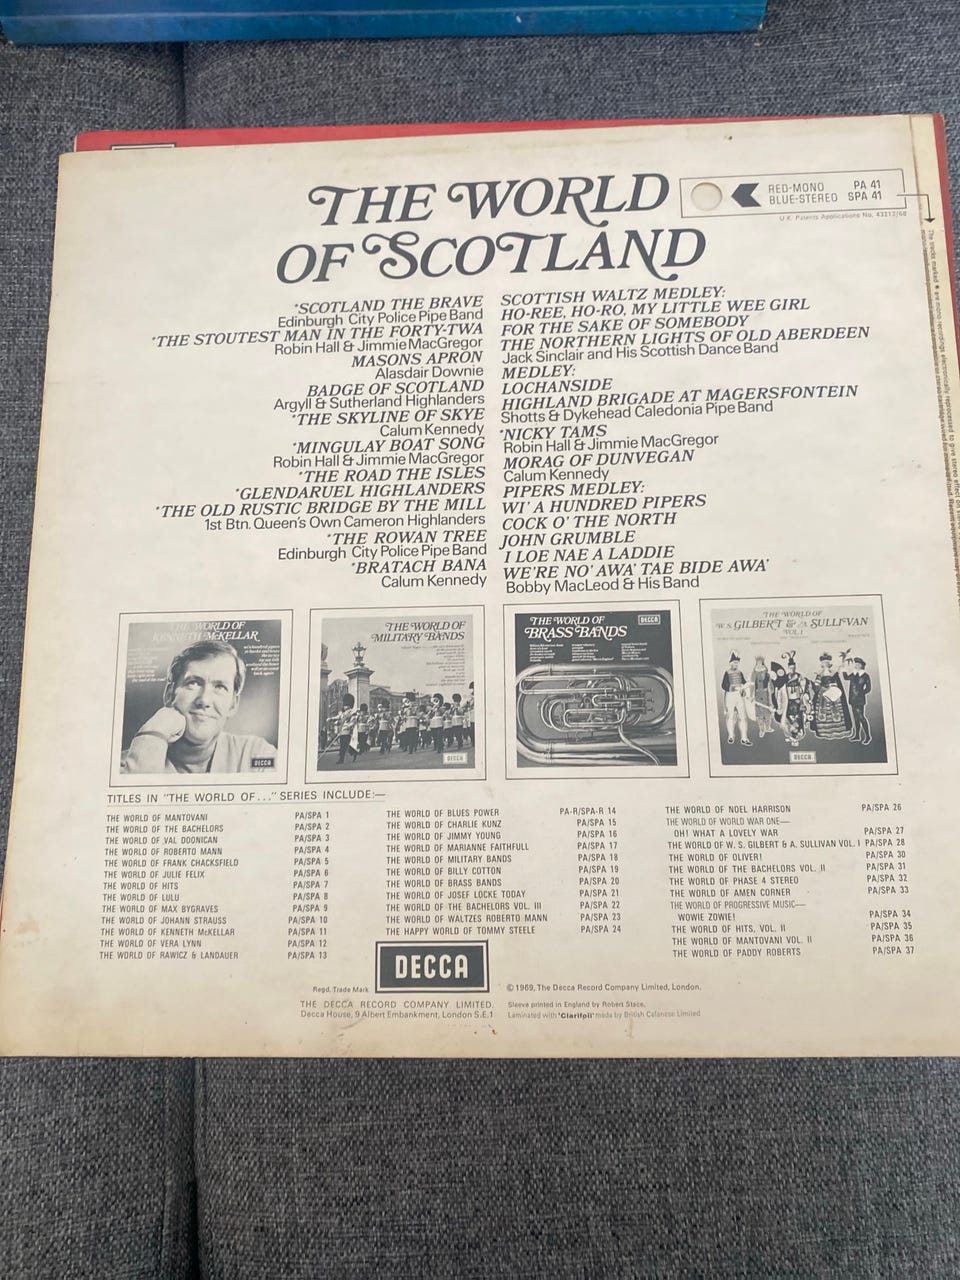 THE WORLD
OF SCOTLAND
RED-MONO PA 41
BLUE-STEREO SPA 41
U.K. Patents Applications No. 43213/68
*SCOTLAND THE BRAVE
Edinburgh City Police Pipe Band
*THE STOUTEST MAN IN THE FORTY-TWA
Robin Hall & Jimmie MacGregor
MASONS APRON
Alasdair Downie
BADGE OF SCOTLAND
Argyll & Sutherland Highlanders
*THE SKYLINE OF SKYE
Calum Kennedy
*MINGULAY BOAT SONG
Robin Hall & Jimmie MacGregor
*THE ROAD THE ISLES
*GLENDARUEL HIGHLANDERS
*THE OLD RUSTIC BRIDGE BY THE MILL
1st Btn. Queen's Own Cameron Highlanders
*THE ROWAN TREE
Edinburgh City Police Pipe Band
*BRATACH BANA
Calum Kennedy
SCOTTISH WALTZ MEDLEY:
HO-REE, HO-RO, MY LITTLE WEE GIRL
FOR THE SAKE OF SOMEBODY
THE NORTHERN LIGHTS OF OLD ABERDEEN
Jack Sinclair and His Scottish Dance Band
MEDLEY:
LOCHANSIDE
HIGHLAND BRIGADE AT MAGERSFONTEIN
Shotts & Dykehead Caledonia Pipe Band
*NICKY TAMS
Robin Hall & Jimmie MacGregor
MORAG OF DUNVEGAN
Calum Kennedy
PIPERS MEDLEY:
WI' A HUNDRED PIPERS
COCK O' THE NORTH
JOHN GRUMBLE
I LOE NAE A LADDIE
WE'RE NO' AWA' TAE BIDE AWA'
Bobby MacLeod & His Band
THE WORLD OF
KENNETH McKELLAR
DECCA
THE WORLD OF
MILITARY BANDS
DECCA
THE WORLD OF
BRASS BANDS
DECCA
THE WORLD OF
W. S. GILBERT & A. SULLIVAN
VOL. I
DECCA
TITLES IN "THE WORLD OF..." SERIES INCLUDE:—
THE WORLD OF MANTOVANI PA/SPA 1
THE WORLD OF THE BACHELORS PA/SPA 2
THE WORLD OF VAL DOONICAN PA/SPA 3
THE WORLD OF ROBERTO MANN PA/SPA 4
THE WORLD OF FRANK CHACKSFIELD PA/SPA 5
THE WORLD OF JULIE FELIX PA/SPA 6
THE WORLD OF HITS PA/SPA 7
THE WORLD OF LULU PA/SPA 8
THE WORLD OF MAX BYGRAVES PA/SPA 9
THE WORLD OF JOHANN STRAUSS PA/SPA 10
THE WORLD OF KENNETH McKELLAR PA/SPA 11
THE WORLD OF VERA LYNN PA/SPA 12
THE WORLD OF RAWICZ & LANDAUER PA/SPA 13
THE WORLD OF BLUES POWER PA-R/SPA-R 14
THE WORLD OF CHARLIE KUNZ PA/SPA 15
THE WORLD OF JIMMY YOUNG PA/SPA 16
THE WORLD OF MARIANNE FAITHFULL PA/SPA 17
THE WORLD OF MILITARY BANDS PA/SPA 18
THE WORLD OF BILLY COTTON PA/SPA 19
THE WORLD OF BRASS BANDS PA/SPA 20
THE WORLD OF JOSEF LOCKE TODAY PA/SPA 21
THE WORLD OF THE BACHELORS VOL. III PA/SPA 22
THE WORLD OF WALTZES ROBERTO MANN PA/SPA 23
THE HAPPY WORLD OF TOMMY STEELE PA/SPA 24
THE WORLD OF NOEL HARRISON PA/SPA 26
THE WORLD OF WORLD WAR ONE—
OH! WHAT A LOVELY WAR PA/SPA 27
THE WORLD OF W. S. GILBERT & A. SULLIVAN VOL. I PA/SPA 28
THE WORLD OF OLIVER! PA/SPA 30
THE WORLD OF THE BACHELORS VOL. II PA/SPA 31
THE WORLD OF PHASE 4 STEREO PA/SPA 32
THE WORLD OF AMEN CORNER PA/SPA 33
THE WORLD OF PROGRESSIVE MUSIC—
WOWIE ZOWIE! PA/SPA 34
THE WORLD OF HITS, VOL. II PA/SPA 35
THE WORLD OF MANTOVANI VOL. II PA/SPA 36
THE WORLD OF PADDY ROBERTS PA/SPA 37
DECCA
Regd. Trade Mark
THE DECCA RECORD COMPANY LIMITED.
Decca House, 9 Albert Embankment, London S.E.1
© 1969, The Decca Record Company Limited, London.
Sleeve printed in England by Robert Stace.
Laminated with 'Clarifoil' made by British Celanese Limited